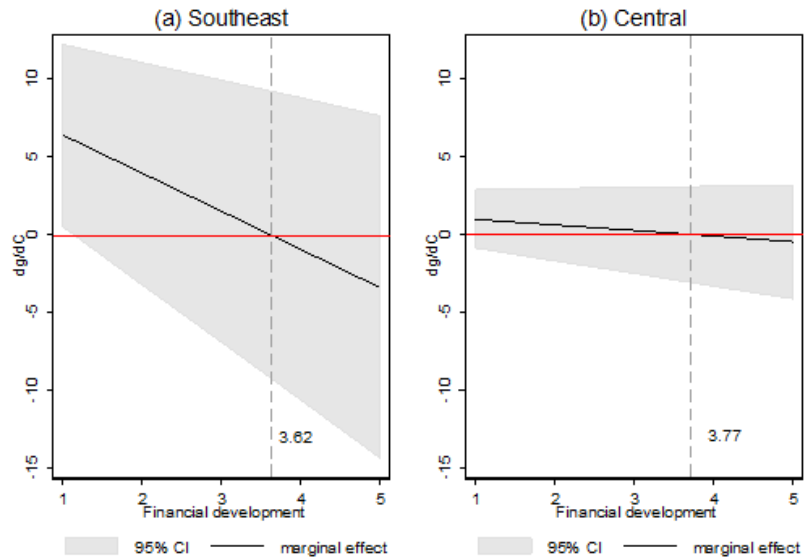 (a) Southeast
10
5
0
-5
-10
-15
dg/dC
3.62
1 2 3 4 5
Financial development
95% CI marginal effect
(b) Central
10
5
0
-5
-10
-15
dg/dC
3.77
1 2 3 4 5
Financial development
95% CI marginal effect